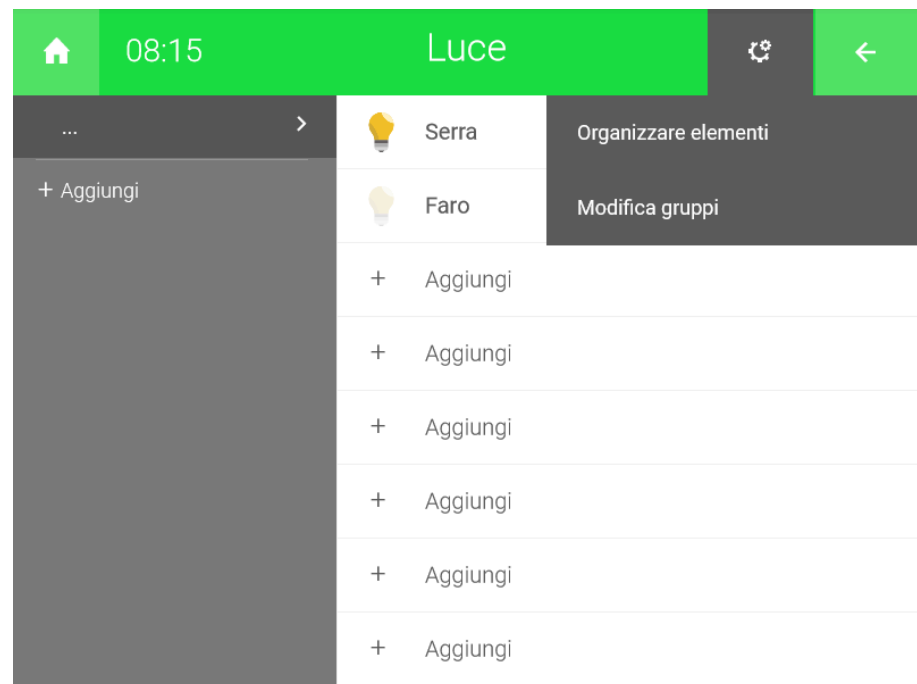 08:15
Luce
...
+ Aggiungi
Serra
Faro
+ Aggiungi
+ Aggiungi
+ Aggiungi
+ Aggiungi
+ Aggiungi
+ Aggiungi
Organizzare elementi
Modifica gruppi